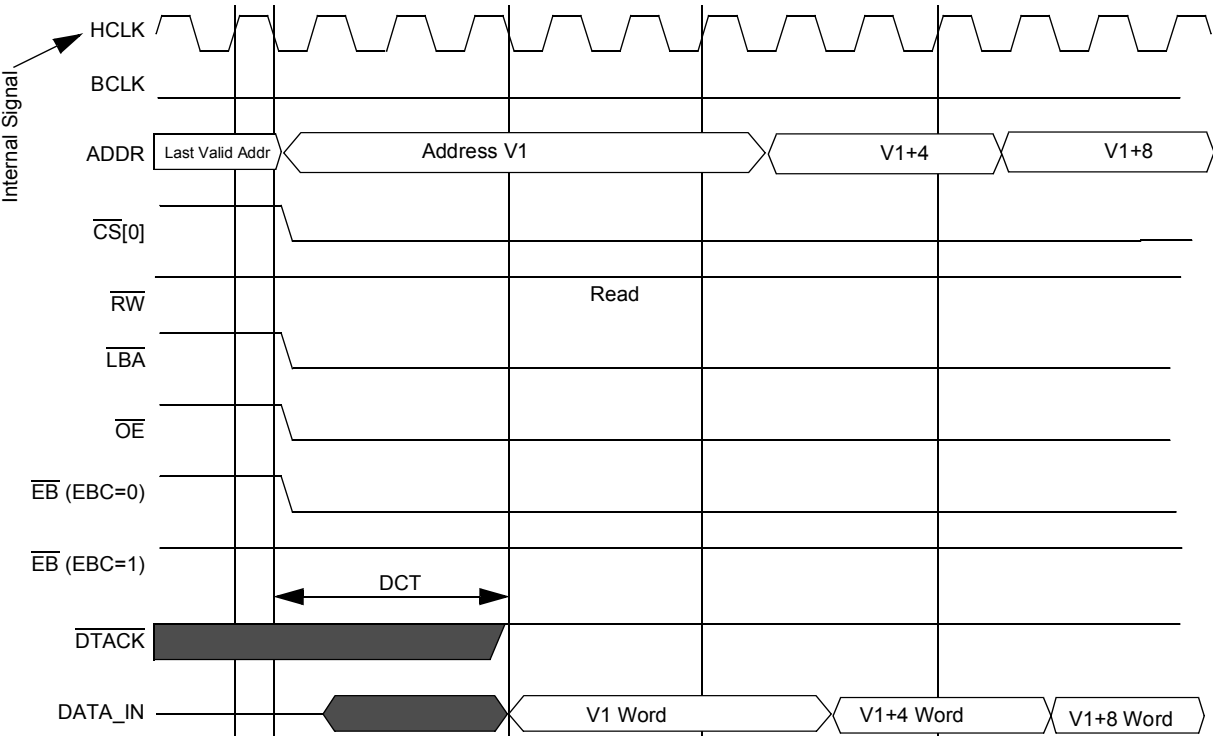 HCLK
Internal Signal
BCLK
ADDR Last Valid Addr Address V1 V1+4 V1+8
CS[0]
RW Read
LBA
OE
EB (EBC=0)
EB (EBC=1)
DCT
DTACK
DATA_IN V1 Word V1+4 Word V1+8 Word